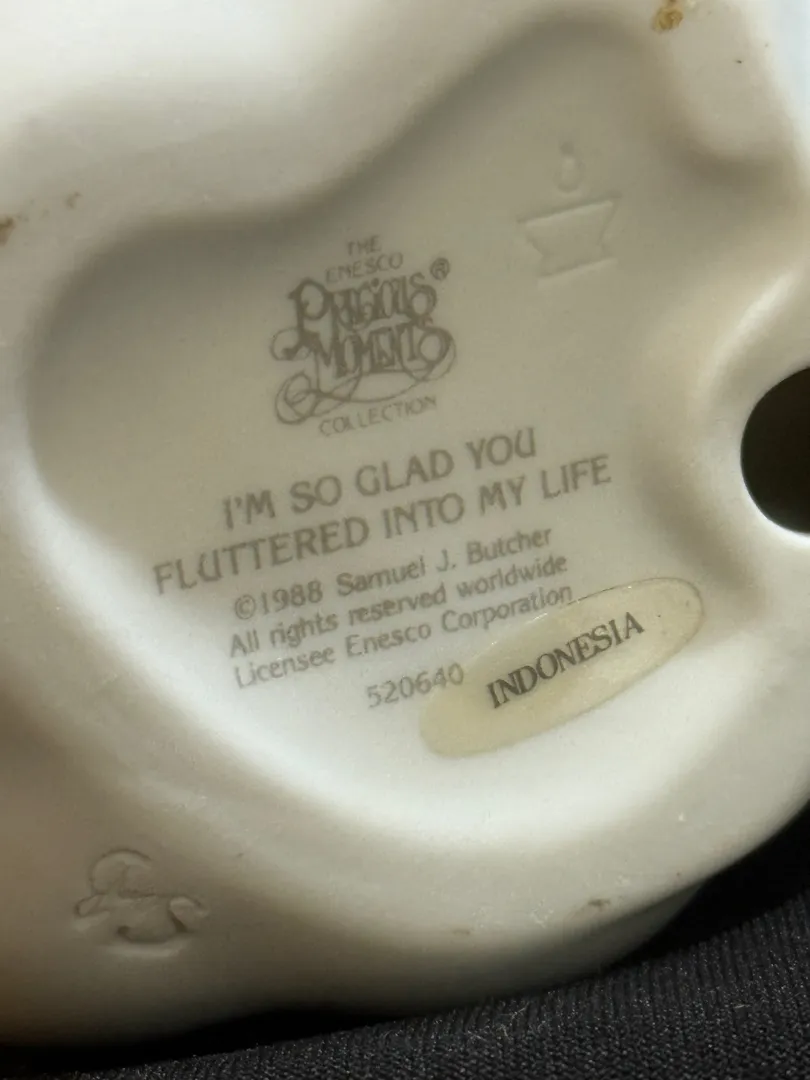 THE
ENESCO
PRECIOUS ®
MOMENTS
COLLECTION
I'M SO GLAD YOU
FLUTTERED INTO MY LIFE
©1988 Samuel J. Butcher
All rights reserved worldwide
Licensee Enesco Corporation
520640
INDONESIA